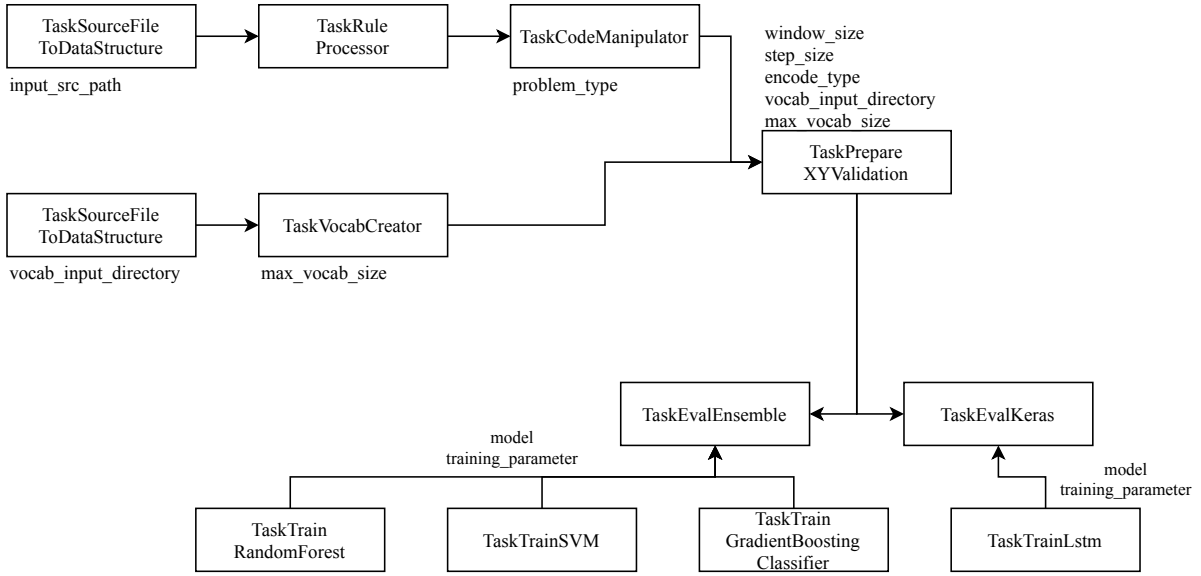 TaskSourceFile
ToDataStructure
input_src_path
TaskRule
Processor
TaskCodeManipulator
problem_type
window_size
step_size
encode_type
vocab_input_directory
max_vocab_size
TaskPrepare
XYValidation
TaskSourceFile
ToDataStructure
vocab_input_directory
TaskVocabCreator
max_vocab_size
TaskEvalEnsemble
TaskEvalKeras
model
training_parameter
model
training_parameter
TaskTrain
RandomForest
TaskTrainSVM
TaskTrain
GradientBoosting
Classifier
TaskTrainLstm